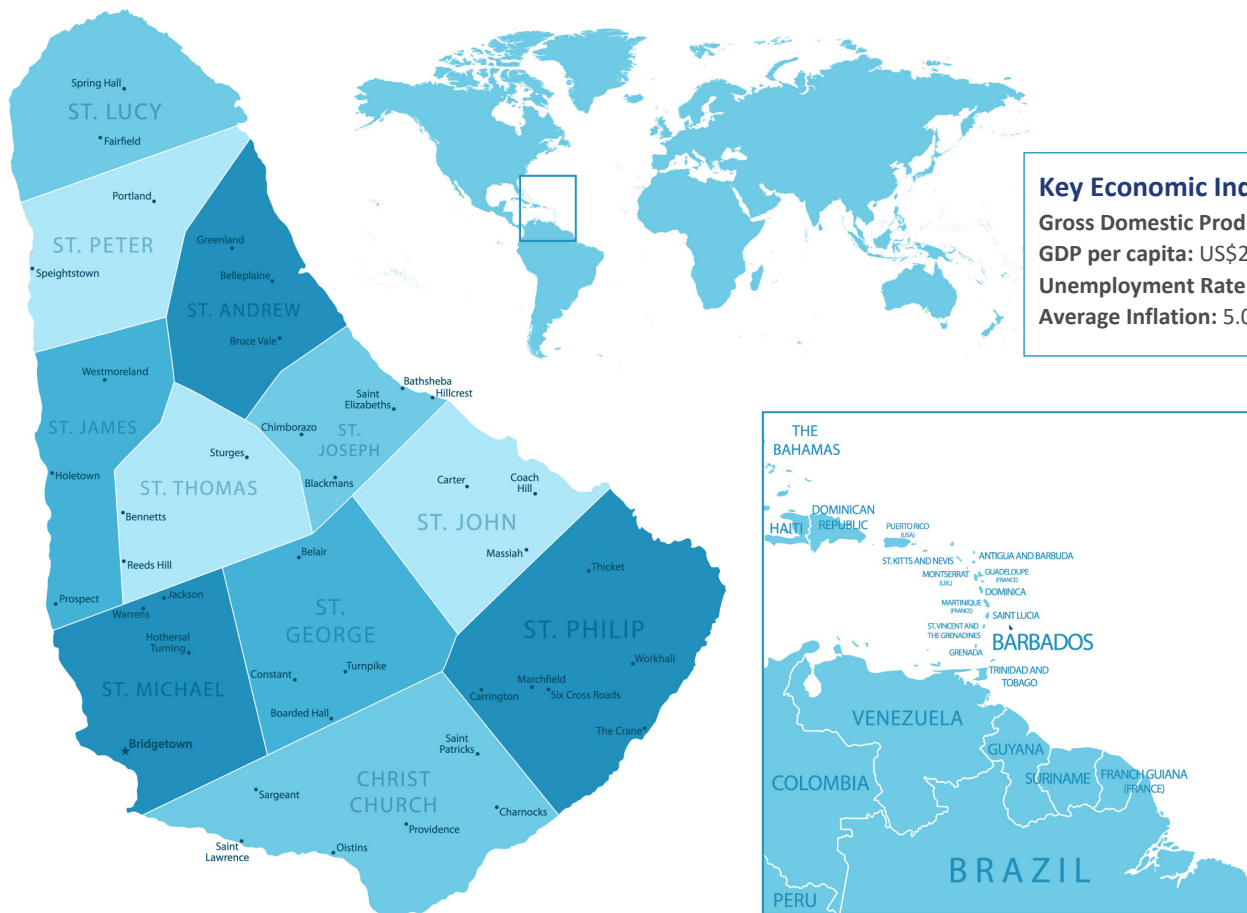 Spring Hall
ST. LUCY
Fairfield
Portland
ST. PETER
Speightstown
Greenland
Belleplaine
ST. ANDREW
Bruce Vale
Westmoreland
ST. JAMES
Holetown
Prospect
Sturges
ST. THOMAS
Bennetts
Reeds Hill
Bathsheba
Hillcrest
Saint
Elizabeths
Chimborazo
ST.
JOSEPH
Blackmans
Carter
Coach
Hill
ST. JOHN
Massiah
Belair
ST.
GEORGE
Constant
Turnpike
Boarded Hall
Jackson
Warrens
Hothersal
Turning
ST. MICHAEL
Bridgetown
Thicket
ST. PHILIP
Workhall
Marchfield
Carrington
Six Cross Roads
The Crane
Saint
Patricks
CHRIST
CHURCH
Sargeant
Charnocks
Providence
Saint
Lawrence
Oistins
Key Economic Ind
Gross Domestic Prod
GDP per capita: US$2
Unemployment Rate
Average Inflation: 5.0
THE
BAHAMAS
HAITI
DOMINICAN
REPUBLIC
PUERTO RICO
(USA)
ST. KITTS AND NEVIS
ANTIGUA AND BARBUDA
MONTSERRAT
(U.K.)
GUADELOUPE
(FRANCE)
DOMINICA
MARTINIQUE
(FRANCE)
SAINT LUCIA
ST. VINCENT AND
THE GRENADINES
BARBADOS
GRENADA
TRINIDAD AND
TOBAGO
VENEZUELA
GUYANA
COLOMBIA
SURINAME
FRANCH GUIANA
(FRANCE)
BRAZIL
PERU